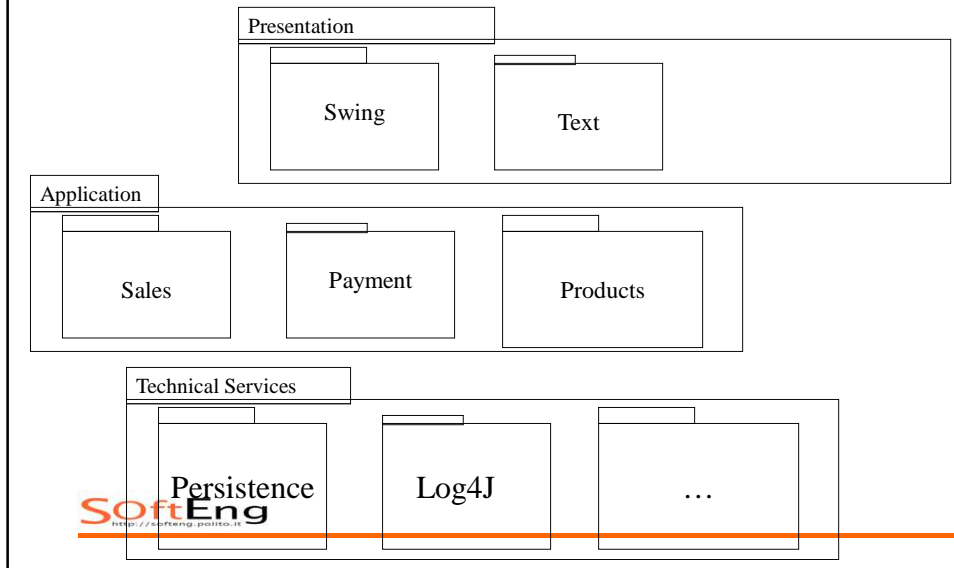 Presentation
Swing
Text
Application
Sales
Payment
Products
Technical Services
Persistence
Log4J
…
SoftEng
http://softeng.polito.it